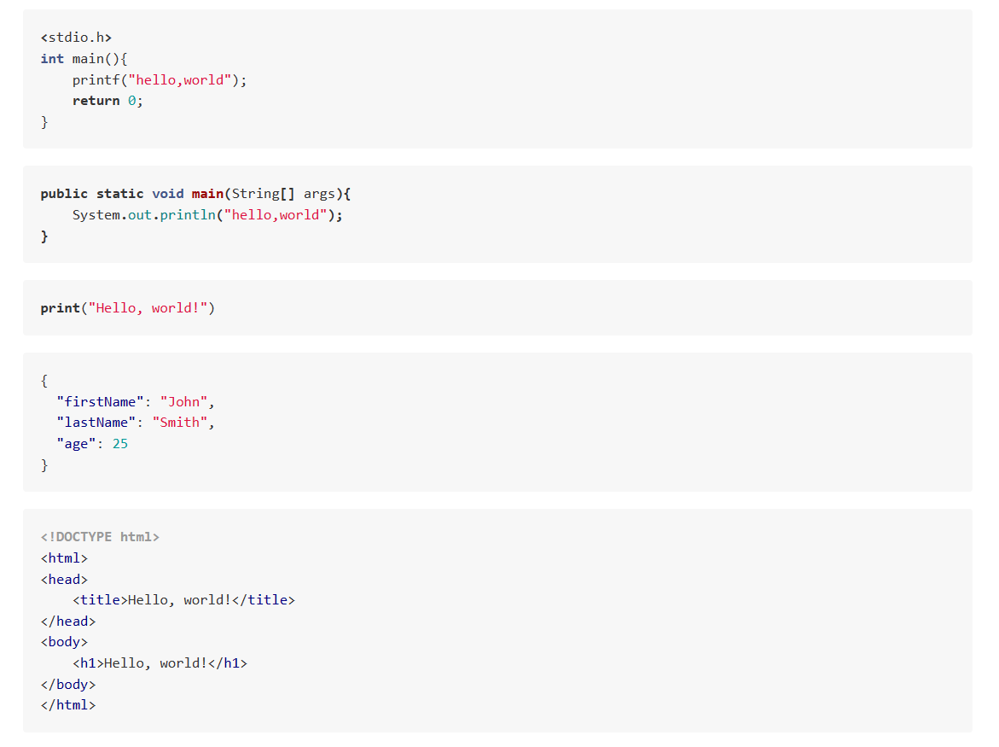 <stdio.h>
int main(){
    printf("hello,world");
    return 0;
}
public static void main(String[] args){
    System.out.println("hello,world");
}
print("Hello, world!")
{
  "firstName": "John",
  "lastName": "Smith",
  "age": 25
}
<!DOCTYPE html>
<html>
<head>
    <title>Hello, world!</title>
</head>
<body>
    <h1>Hello, world!</h1>
</body>
</html>